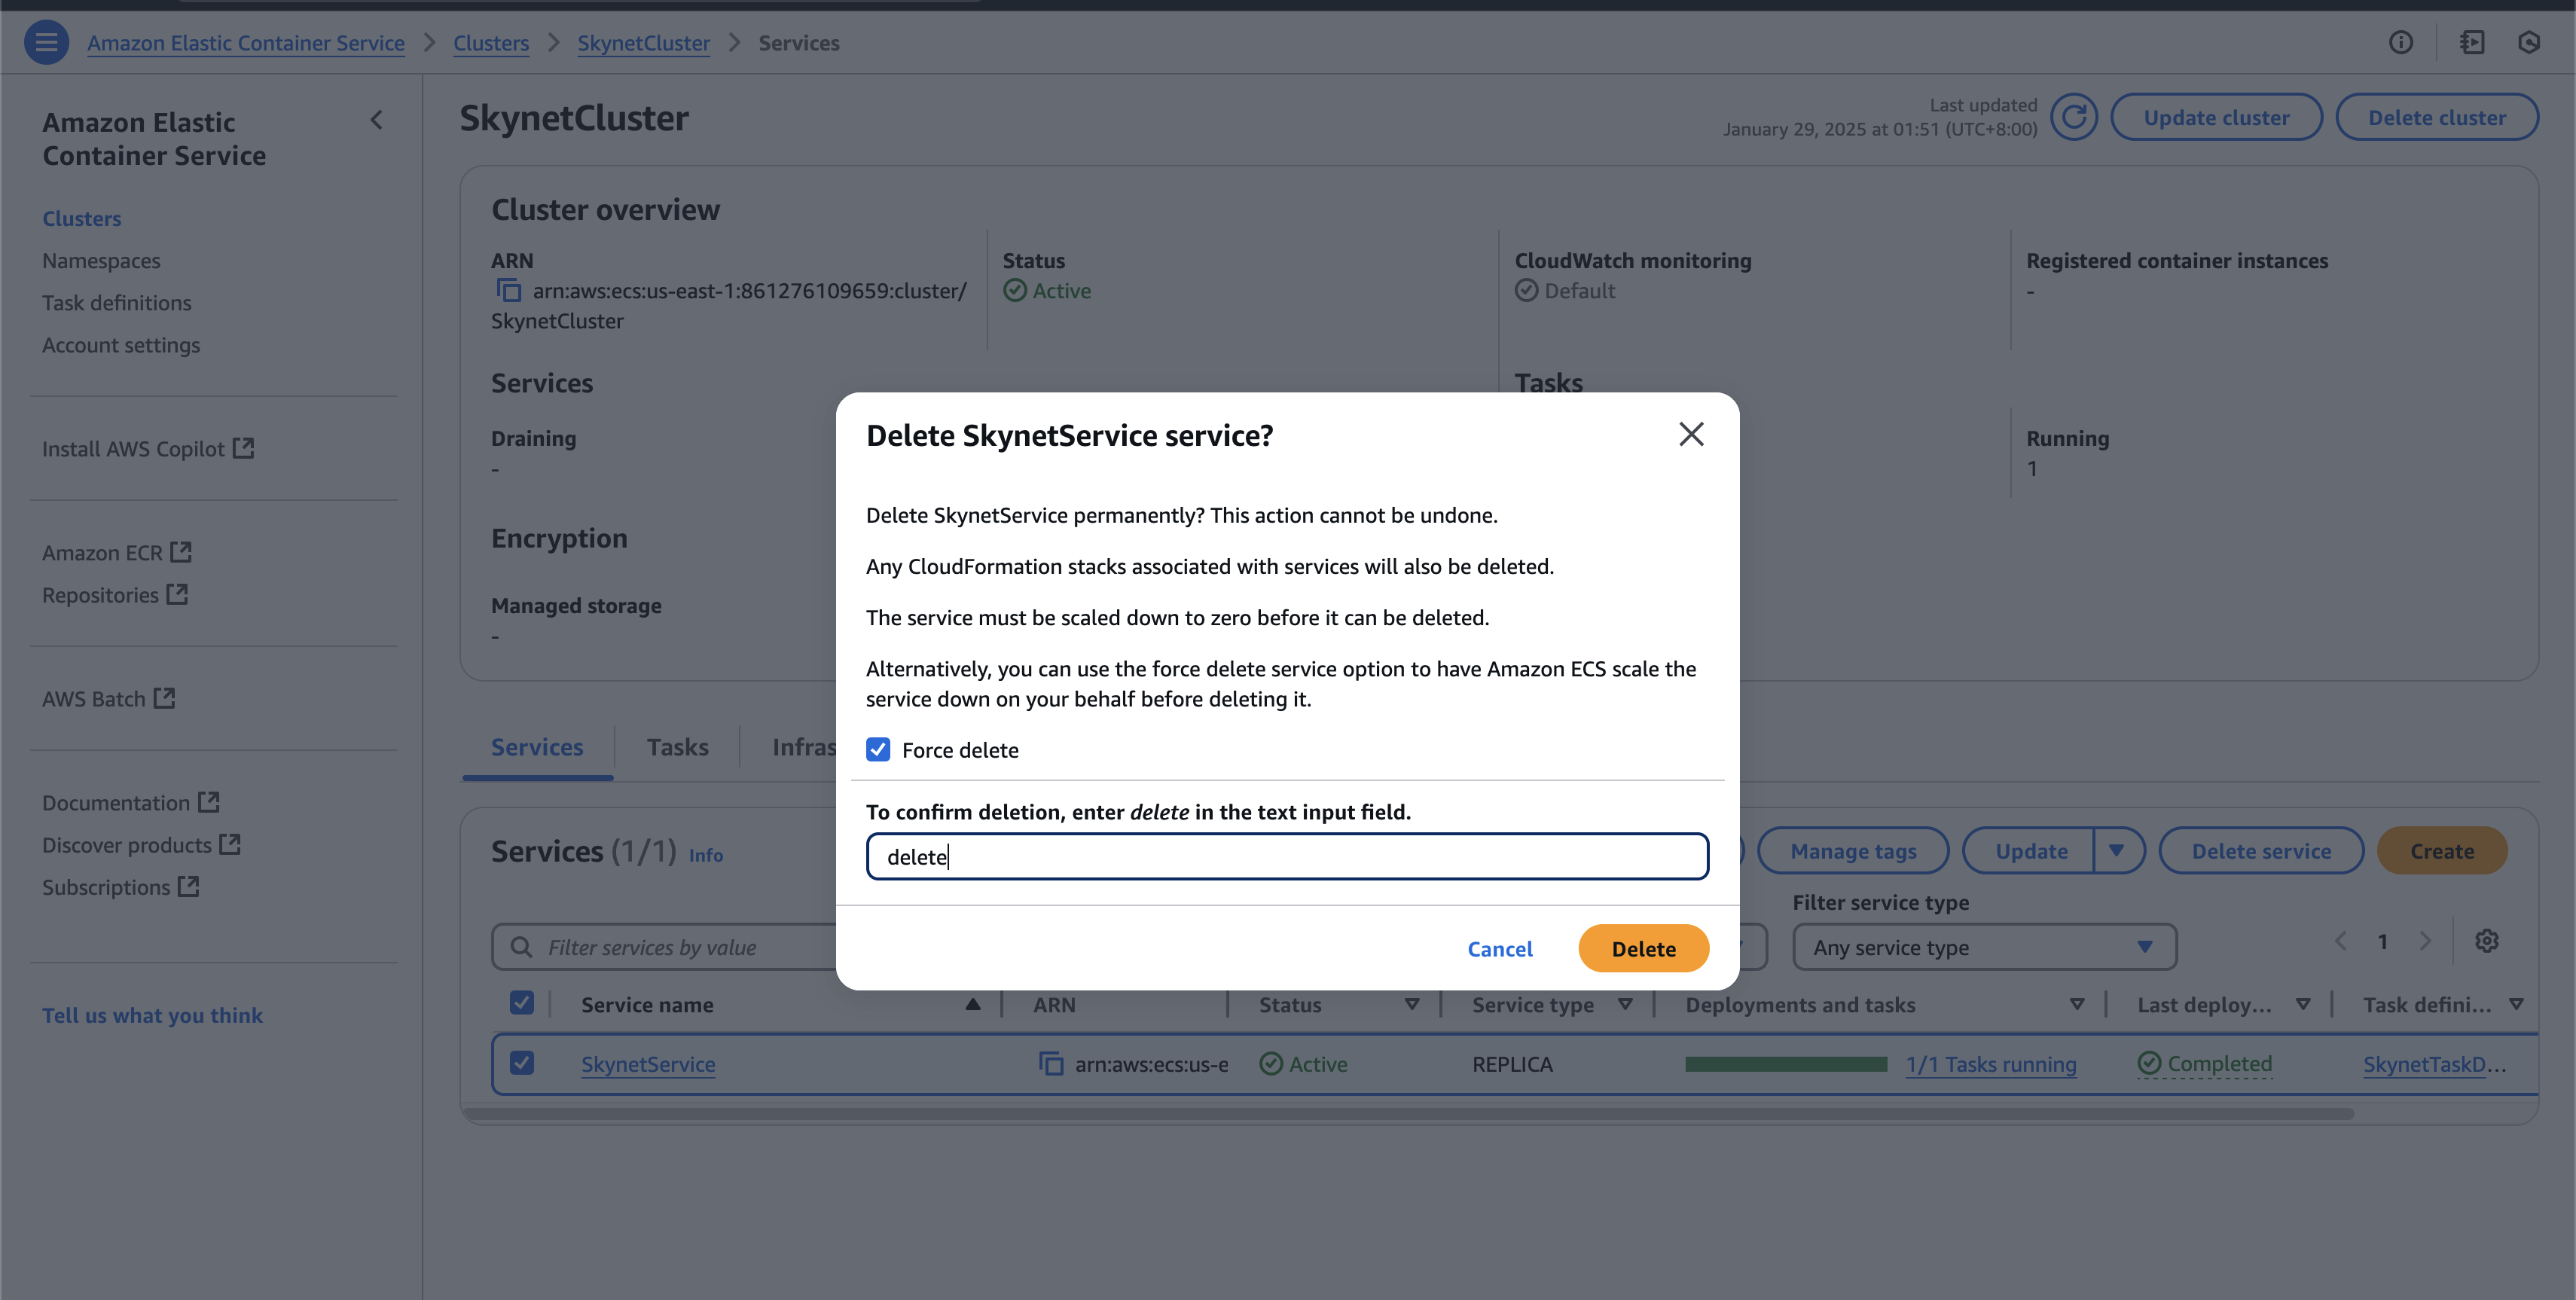 Amazon Elastic Container Service > Clusters > SkynetCluster > Services
Amazon Elastic
Container Service
Clusters
Namespaces
Task definitions
Account settings
Install AWS Copilot
Amazon ECR
Repositories
AWS Batch
Documentation
Discover products
Subscriptions
Tell us what you think
SkynetCluster
Last updated
January 29, 2025 at 01:51 (UTC+8:00)
Update cluster
Delete cluster
Cluster overview
ARN
arn:aws:ecs:us-east-1:861276109659:cluster/
SkynetCluster
Status
Active
CloudWatch monitoring
Default
Registered container instances
-
Services
Tasks
Draining
-
Running
1
Encryption
Managed storage
-
Delete SkynetService service?
Delete SkynetService permanently? This action cannot be undone.
Any CloudFormation stacks associated with services will also be deleted.
The service must be scaled down to zero before it can be deleted.
Alternatively, you can use the force delete service option to have Amazon ECS scale the
service down on your behalf before deleting it.
Force delete
To confirm deletion, enter delete in the text input field.
delete
Cancel
Delete
Services
Tasks
Infras
Services (1/1) Info
Manage tags
Update
Delete service
Create
Filter services by value
Filter service type
Any service type
1
Service name
ARN
Status
Service type
Deployments and tasks
Last deploy...
Task defini...
SkynetService
arn:aws:ecs:us-e
Active
REPLICA
1/1 Tasks running
Completed
SkynetTaskD...